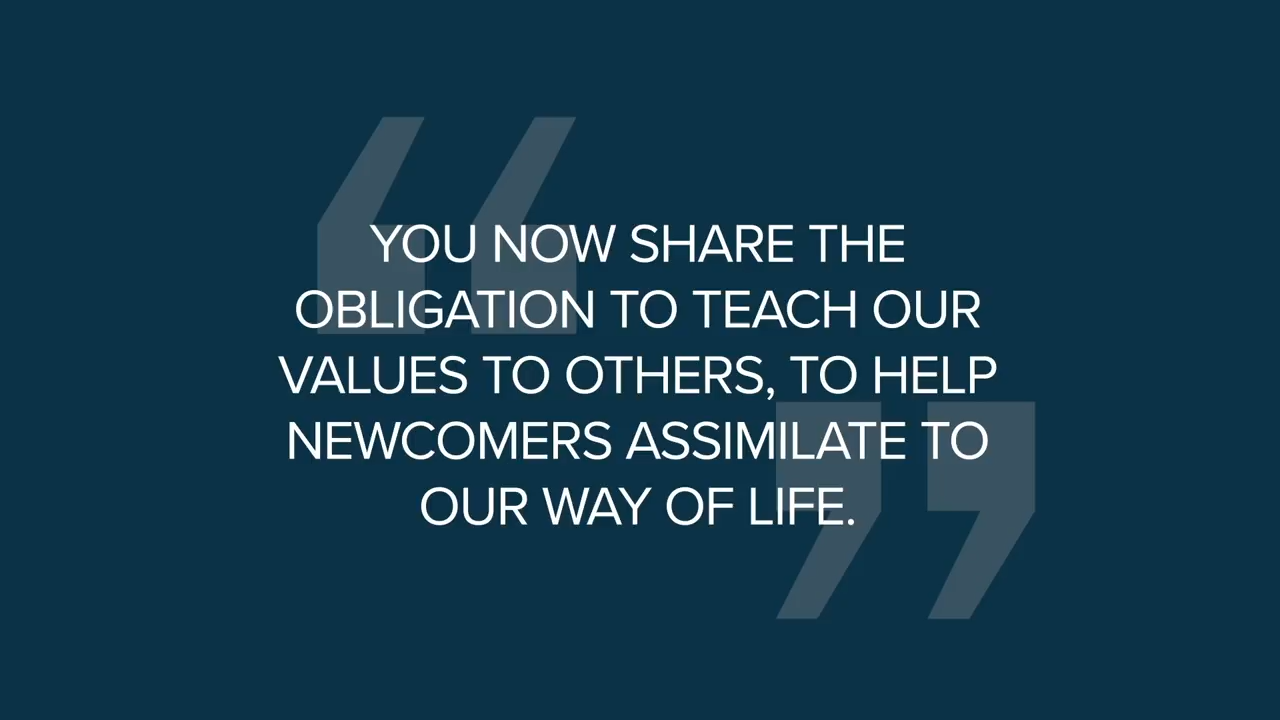 YOU NOW SHARE THE
OBLIGATION TO TEACH OUR
VALUES TO OTHERS, TO HELP
NEWCOMERS ASSIMILATE TO
OUR WAY OF LIFE.